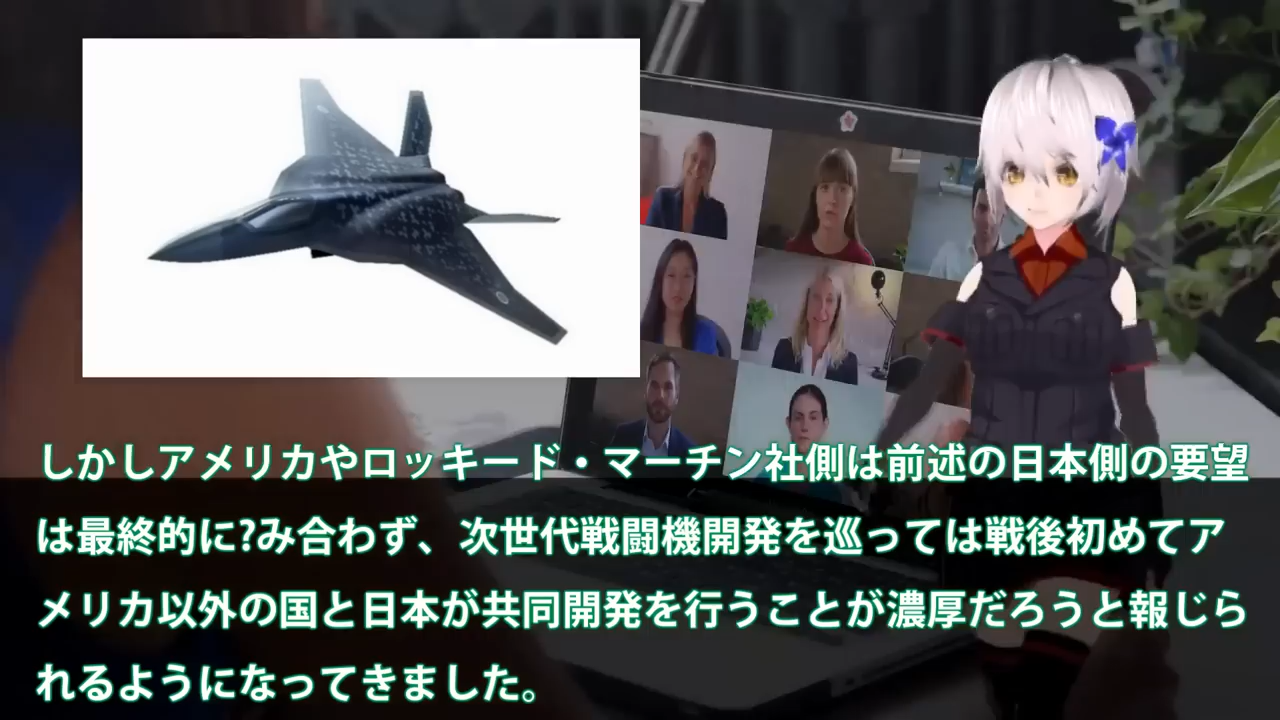 しかしアメリカやロッキード・マーチン社側は前述の日本側の要望
は最終的に?み合わず、次世代戦闘機開発を巡っては戦後初めてア
メリカ以外の国と日本が共同開発を行うことが濃厚だろうと報じら
れるようになってきました。